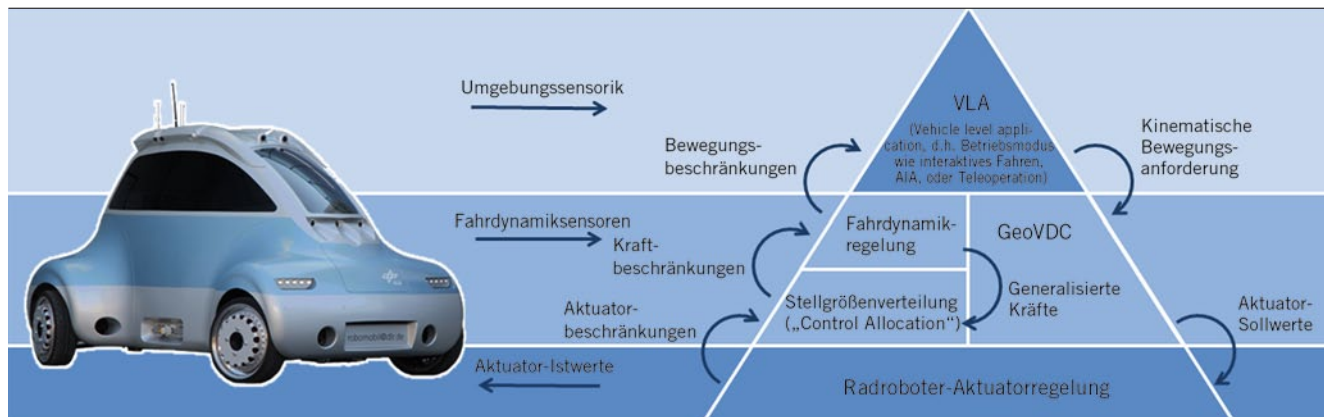 Umgebungssensorik
Bewegungs-
beschränkungen
VLA
(Vehicle level appli-
cation, d.h. Betriebsmodus
wie interaktives Fahren,
AIA, oder Teleoperation)
Kinematische
Bewegungs-
anforderung
Fahrdynamiksensoren
Kraft-
beschränkungen
Fahrdynamik-
regelung
GeoVDC
Generalisierte
Kräfte
Aktuator-
beschränkungen
Stellgrößenverteilung
(„Control Allocation“)
Aktuator-
Sollwerte
Aktuator-Istwerte
Radroboter-Aktuatorregelung
robomobil@dlr.de
DLR